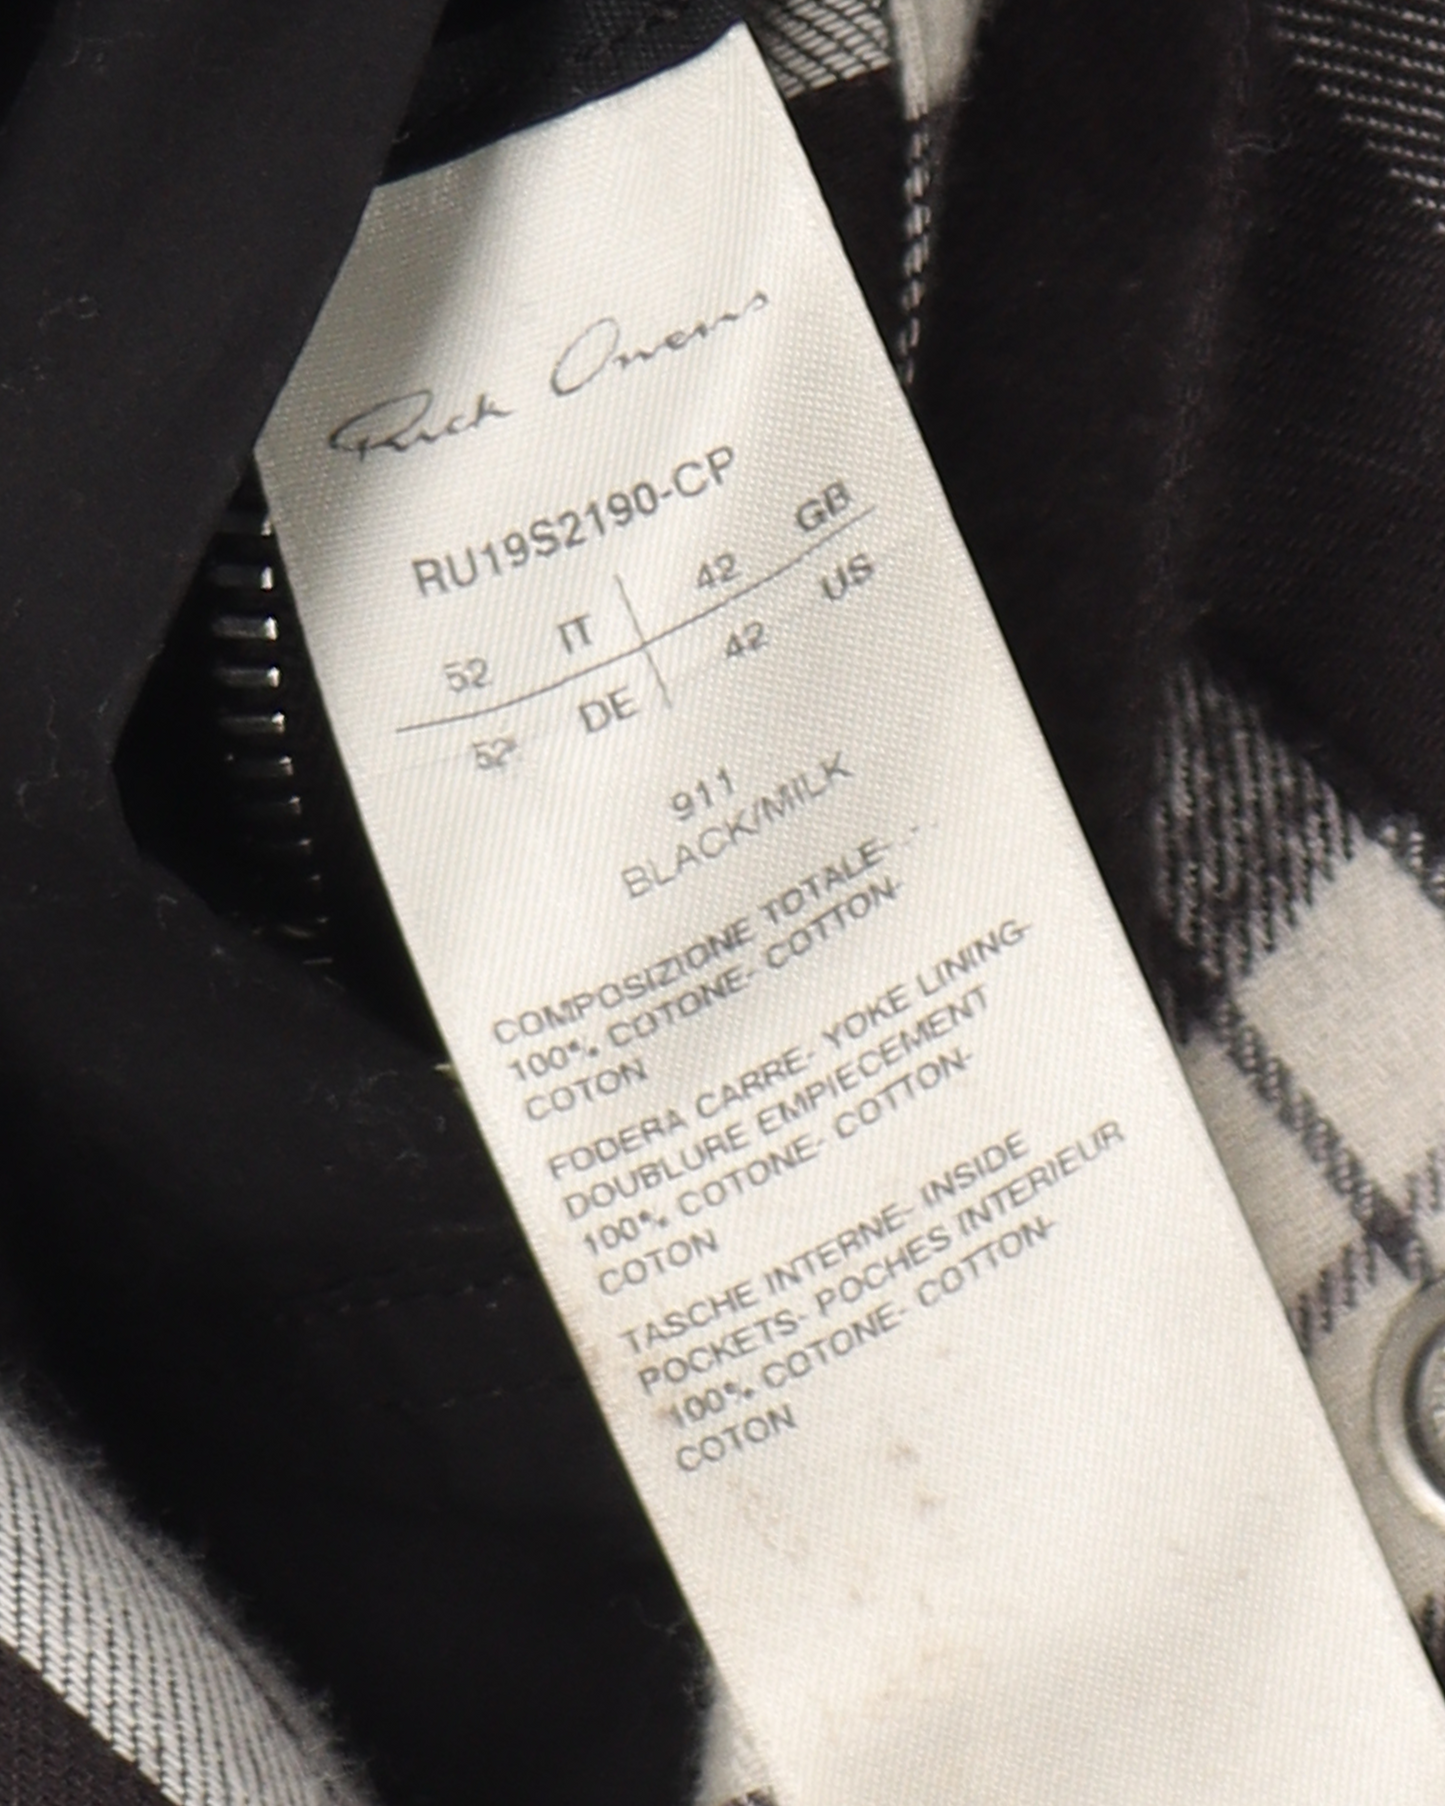 Rick Owens
RU19S2190-CP
52 IT 42 GB
52 DE 42 US
911
BLACK/MILK
COMPOSIZIONE TOTALE-
100% COTONE- COTTON-
COTON
FODERA CARRE- YOKE LINING-
DOUBLURE EMPIECEMENT
100% COTONE- COTTON-
COTON
TASCHE INTERNE- INSIDE
POCKETS- POCHES INTERIEUR
100% COTONE- COTTON-
COTON